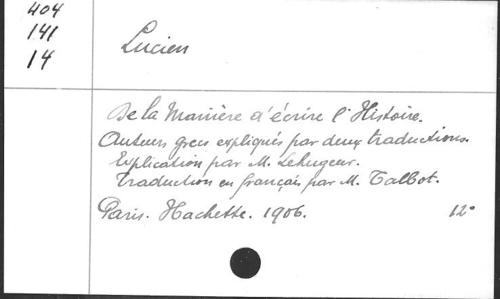 404
141
14
Lucien
De la Manière d'écrire l'Histoire.
Auteurs grecs expliqués par deux traductions.
Explication par M. Lehugeur.
Traduction en français par M. Talbot.
Paris. Hachette. 1906. 12°